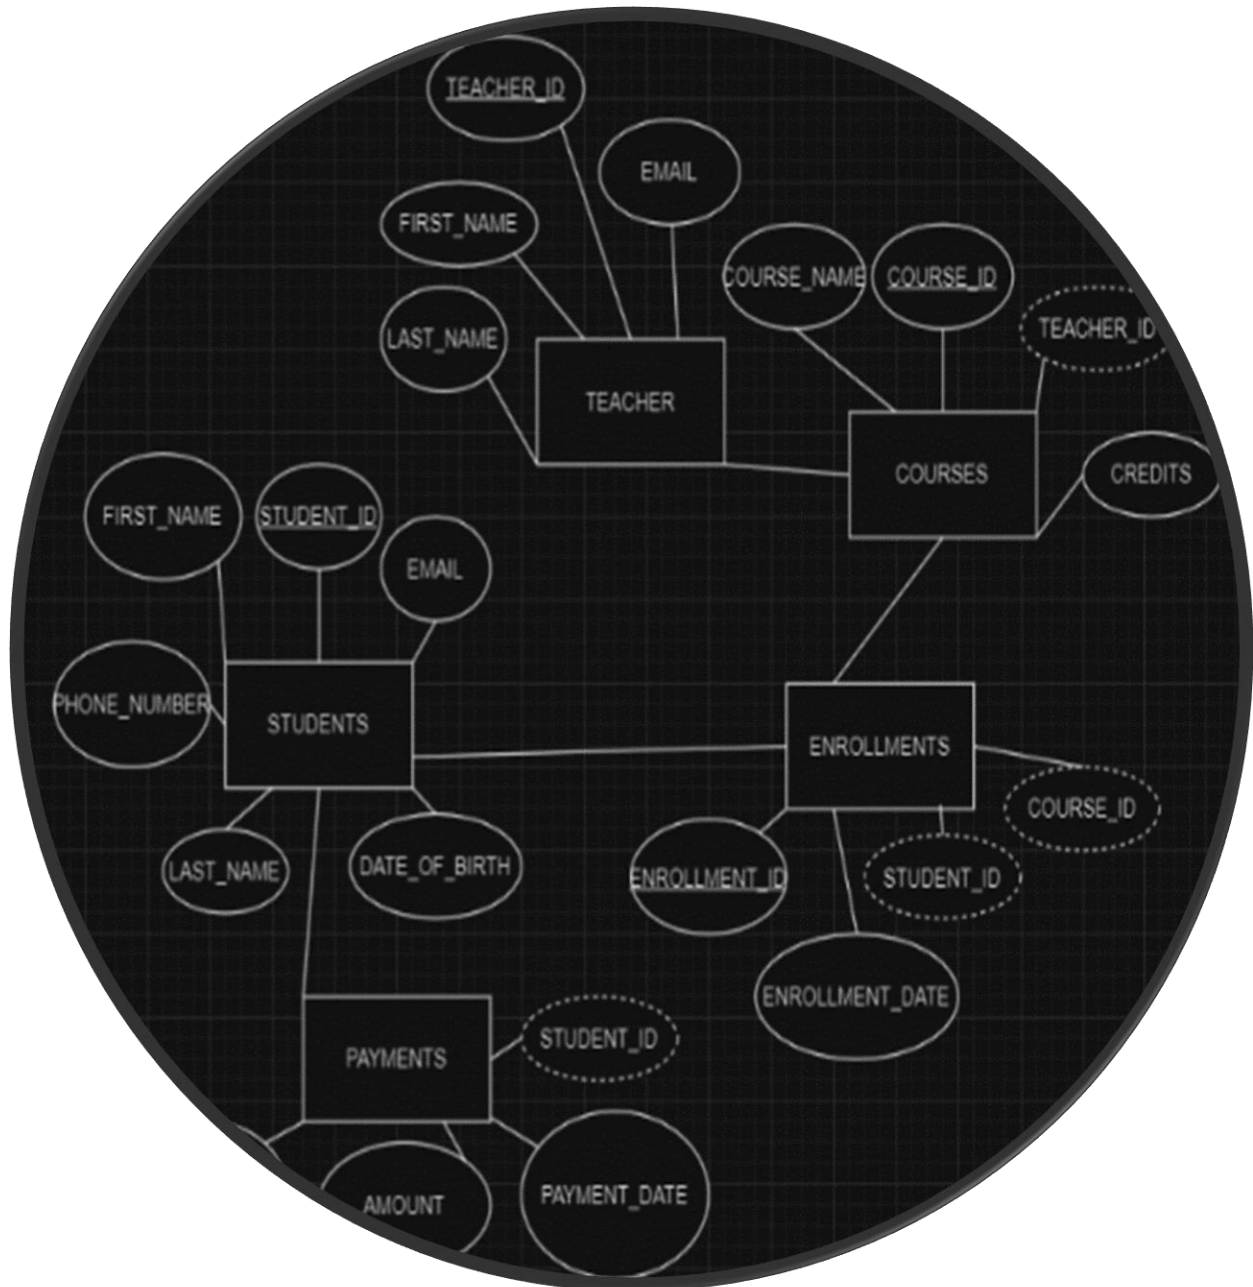 TEACHER_ID
EMAIL
FIRST_NAME
COURSE_NAME
COURSE_ID
TEACHER_ID
LAST_NAME
TEACHER
COURSES
CREDITS
FIRST_NAME
STUDENT_ID
EMAIL
PHONE_NUMBER
STUDENTS
ENROLLMENTS
COURSE_ID
LAST_NAME
DATE_OF_BIRTH
ENROLLMENT_ID
STUDENT_ID
ENROLLMENT_DATE
PAYMENTS
STUDENT_ID
AMOUNT
PAYMENT_DATE